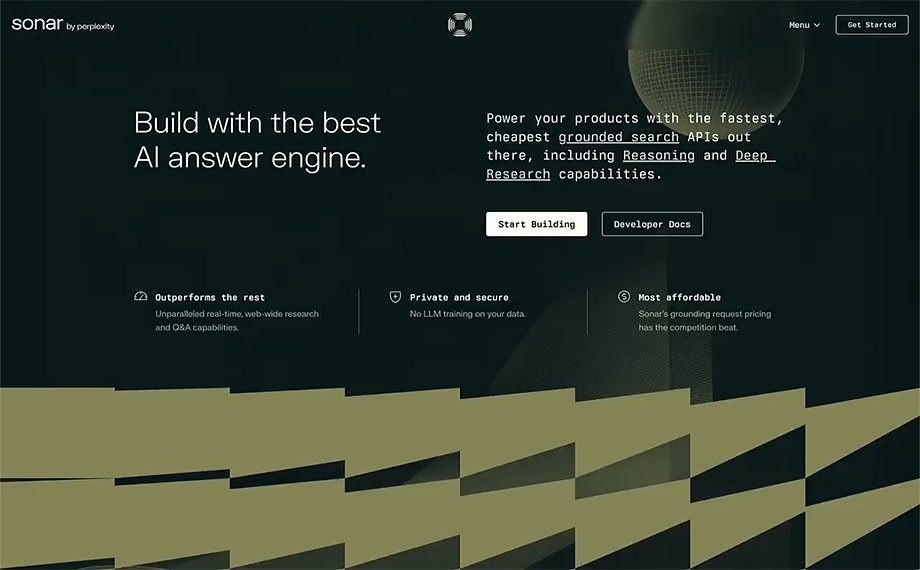 sonar by perplexity
Menu
Get Started
Build with the best
AI answer engine.
Power your products with the fastest,
cheapest grounded search APIs out
there, including Reasoning and Deep
Research capabilities.
Start Building
Developer Docs
Outperforms the rest
Unparalleled real-time, web-wide research
and Q&A capabilities.
Private and secure
No LLM training on your data.
Most affordable
Sonar's grounding request pricing
has the competition beat.